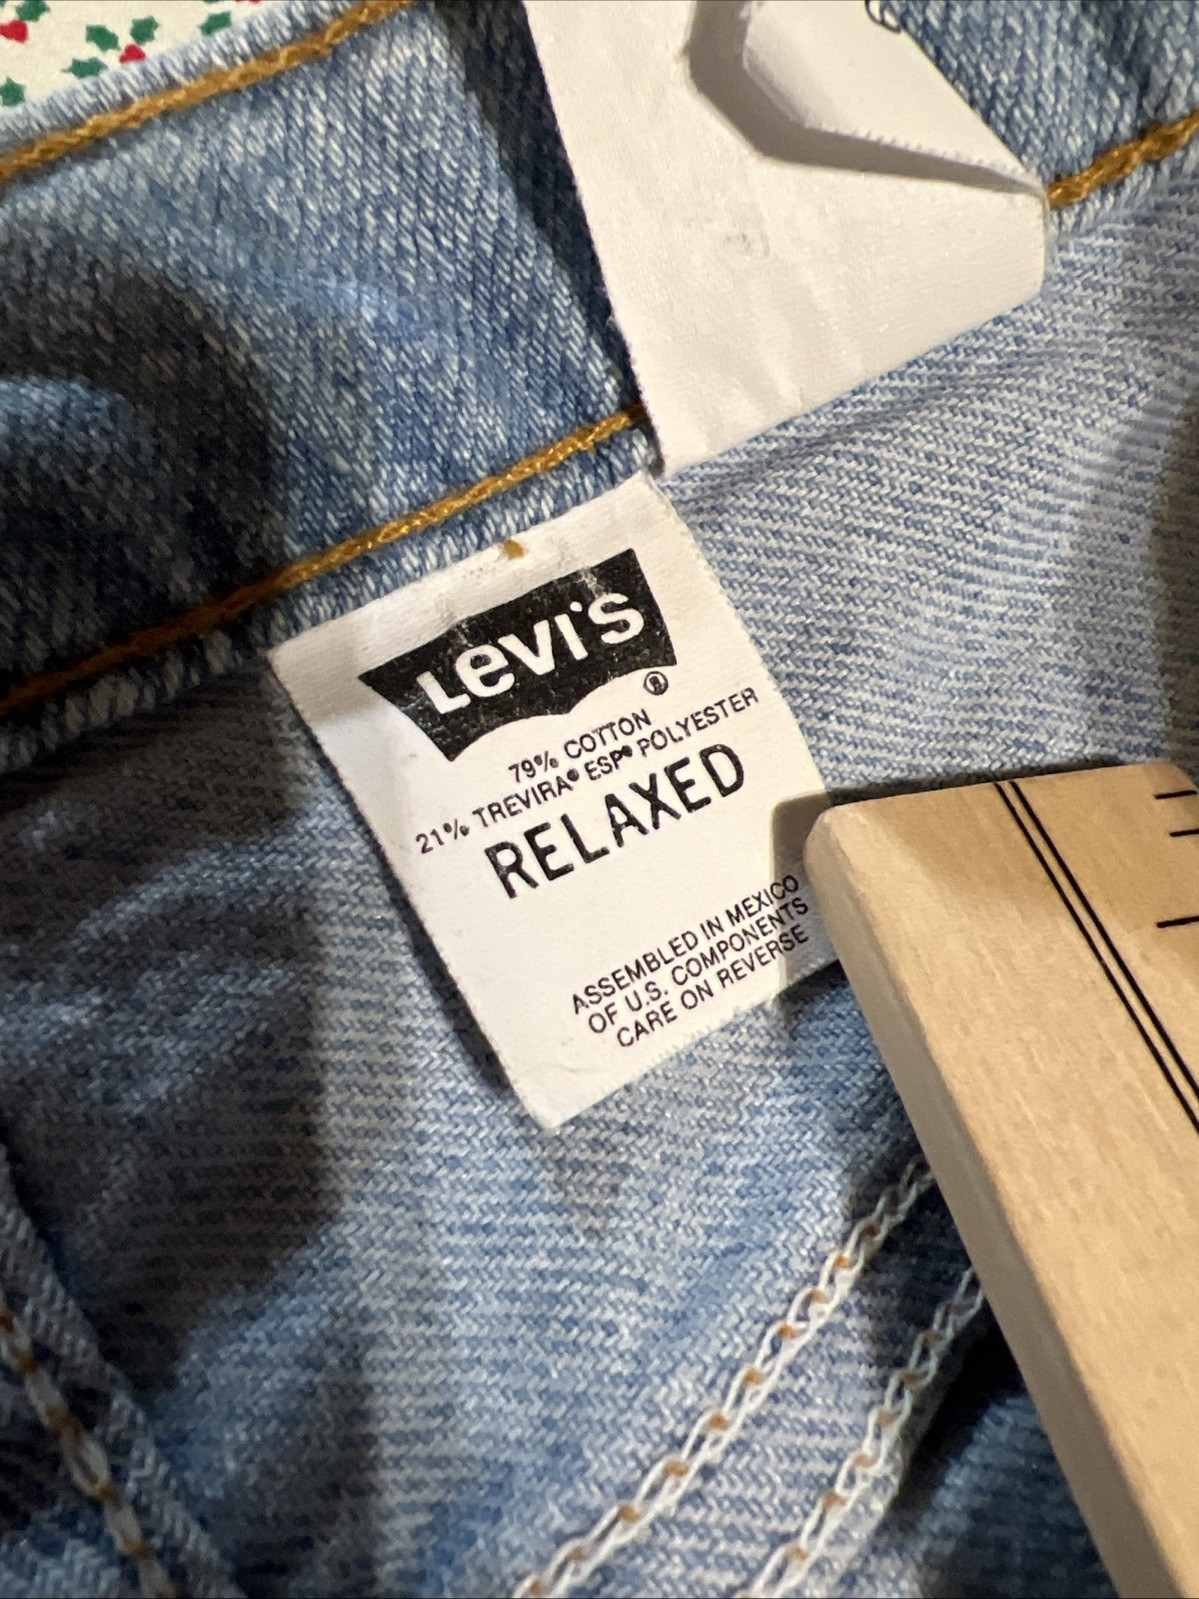 Levi's®
79% COTTON
21% TREVIRA® ESP® POLYESTER
RELAXED
ASSEMBLED IN MEXICO
OF U.S. COMPONENTS
CARE ON REVERSE